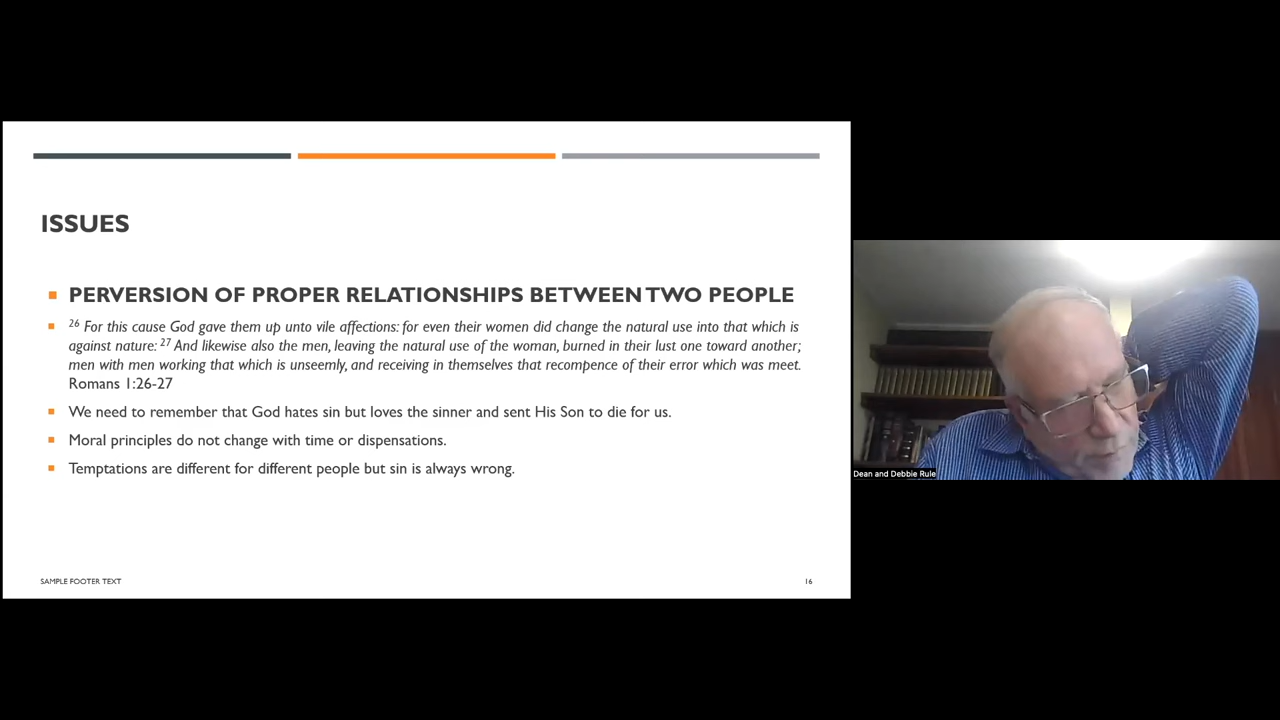 ISSUES
PERVERSION OF PROPER RELATIONSHIPS BETWEEN TWO PEOPLE
26 For this cause God gave them up unto vile affections: for even their women did change the natural use into that which is
against nature: 27 And likewise also the men, leaving the natural use of the woman, burned in their lust one toward another;
men with men working that which is unseemly, and receiving in themselves that recompence of their error which was meet.
Romans 1:26-27
We need to remember that God hates sin but loves the sinner and sent His Son to die for us.
Moral principles do not change with time or dispensations.
Temptations are different for different people but sin is always wrong.
SAMPLE FOOTER TEXT
16
Dean and Debbie Rule